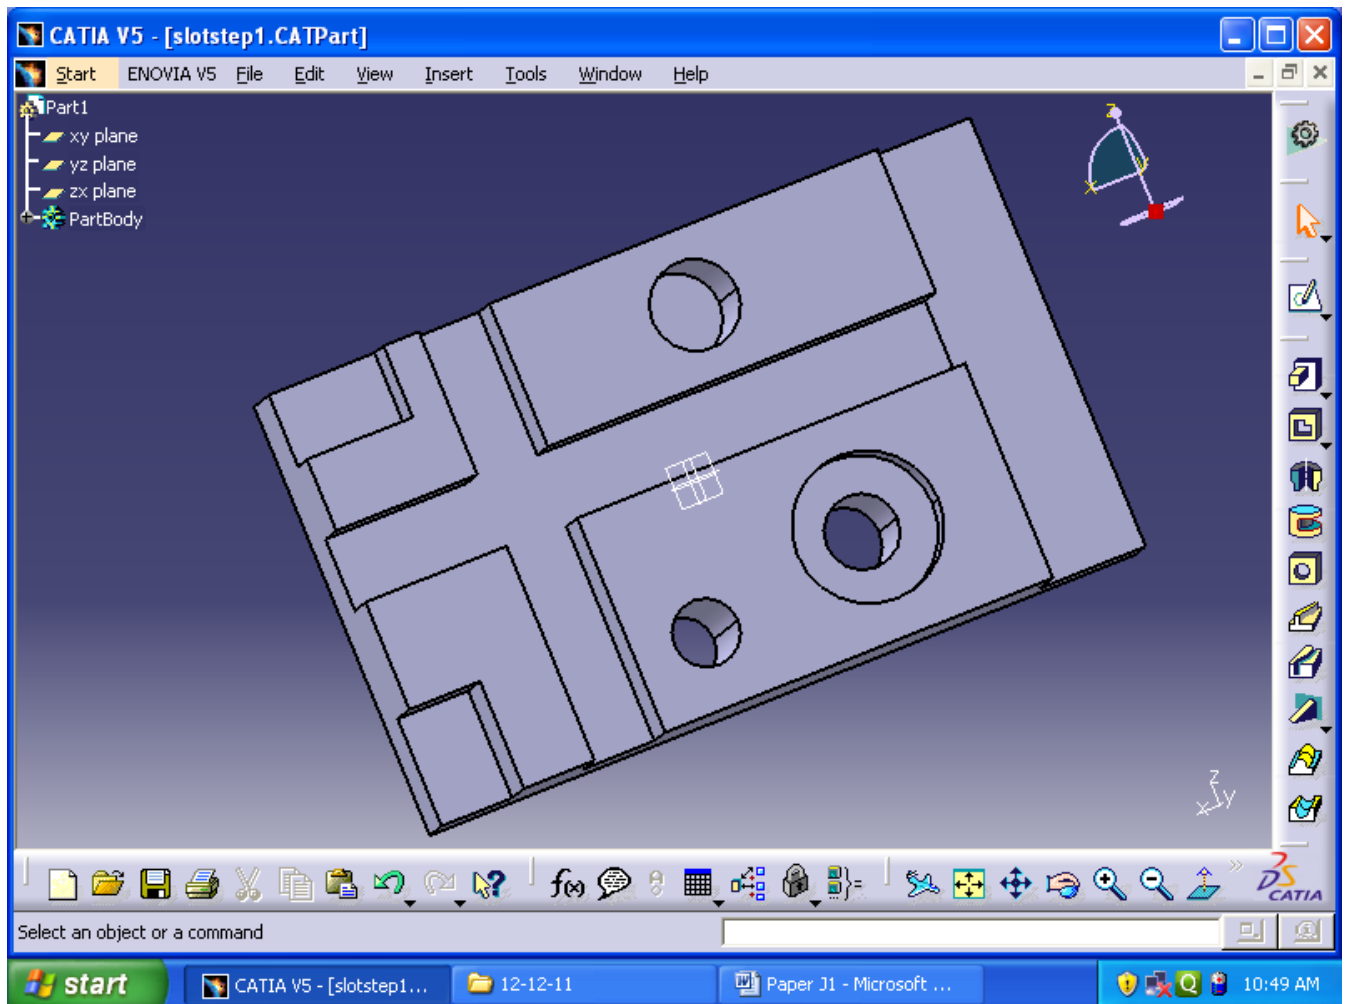 CATIA V5 - [slotstep1.CATPart]
Start ENOVIA V5 File Edit View Insert Tools Window Help
Part1
xy plane
yz plane
zx plane
PartBody
z
x y
z
x y
f(x)
DS CATIA
Select an object or a command
start CATIA V5 - [slotstep1... 12-12-11 Paper J1 - Microsoft ... 10:49 AM